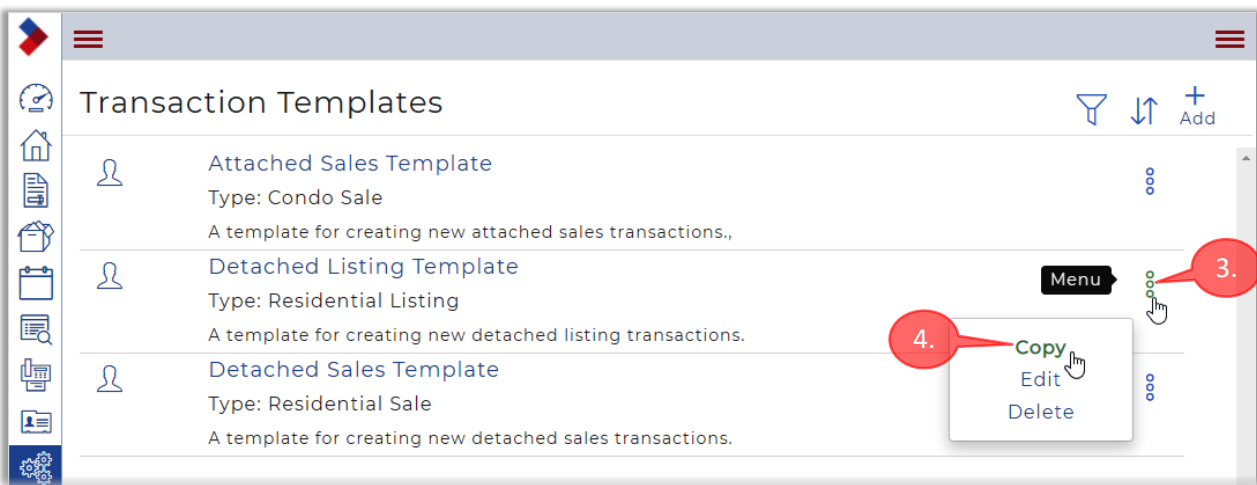 Transaction Templates
Add
Attached Sales Template
Type: Condo Sale
A template for creating new attached sales transactions.,
Detached Listing Template
Menu
3.
Type: Residential Listing
A template for creating new detached listing transactions.
4.
Copy
Edit
Delete
Detached Sales Template
Type: Residential Sale
A template for creating new detached sales transactions.